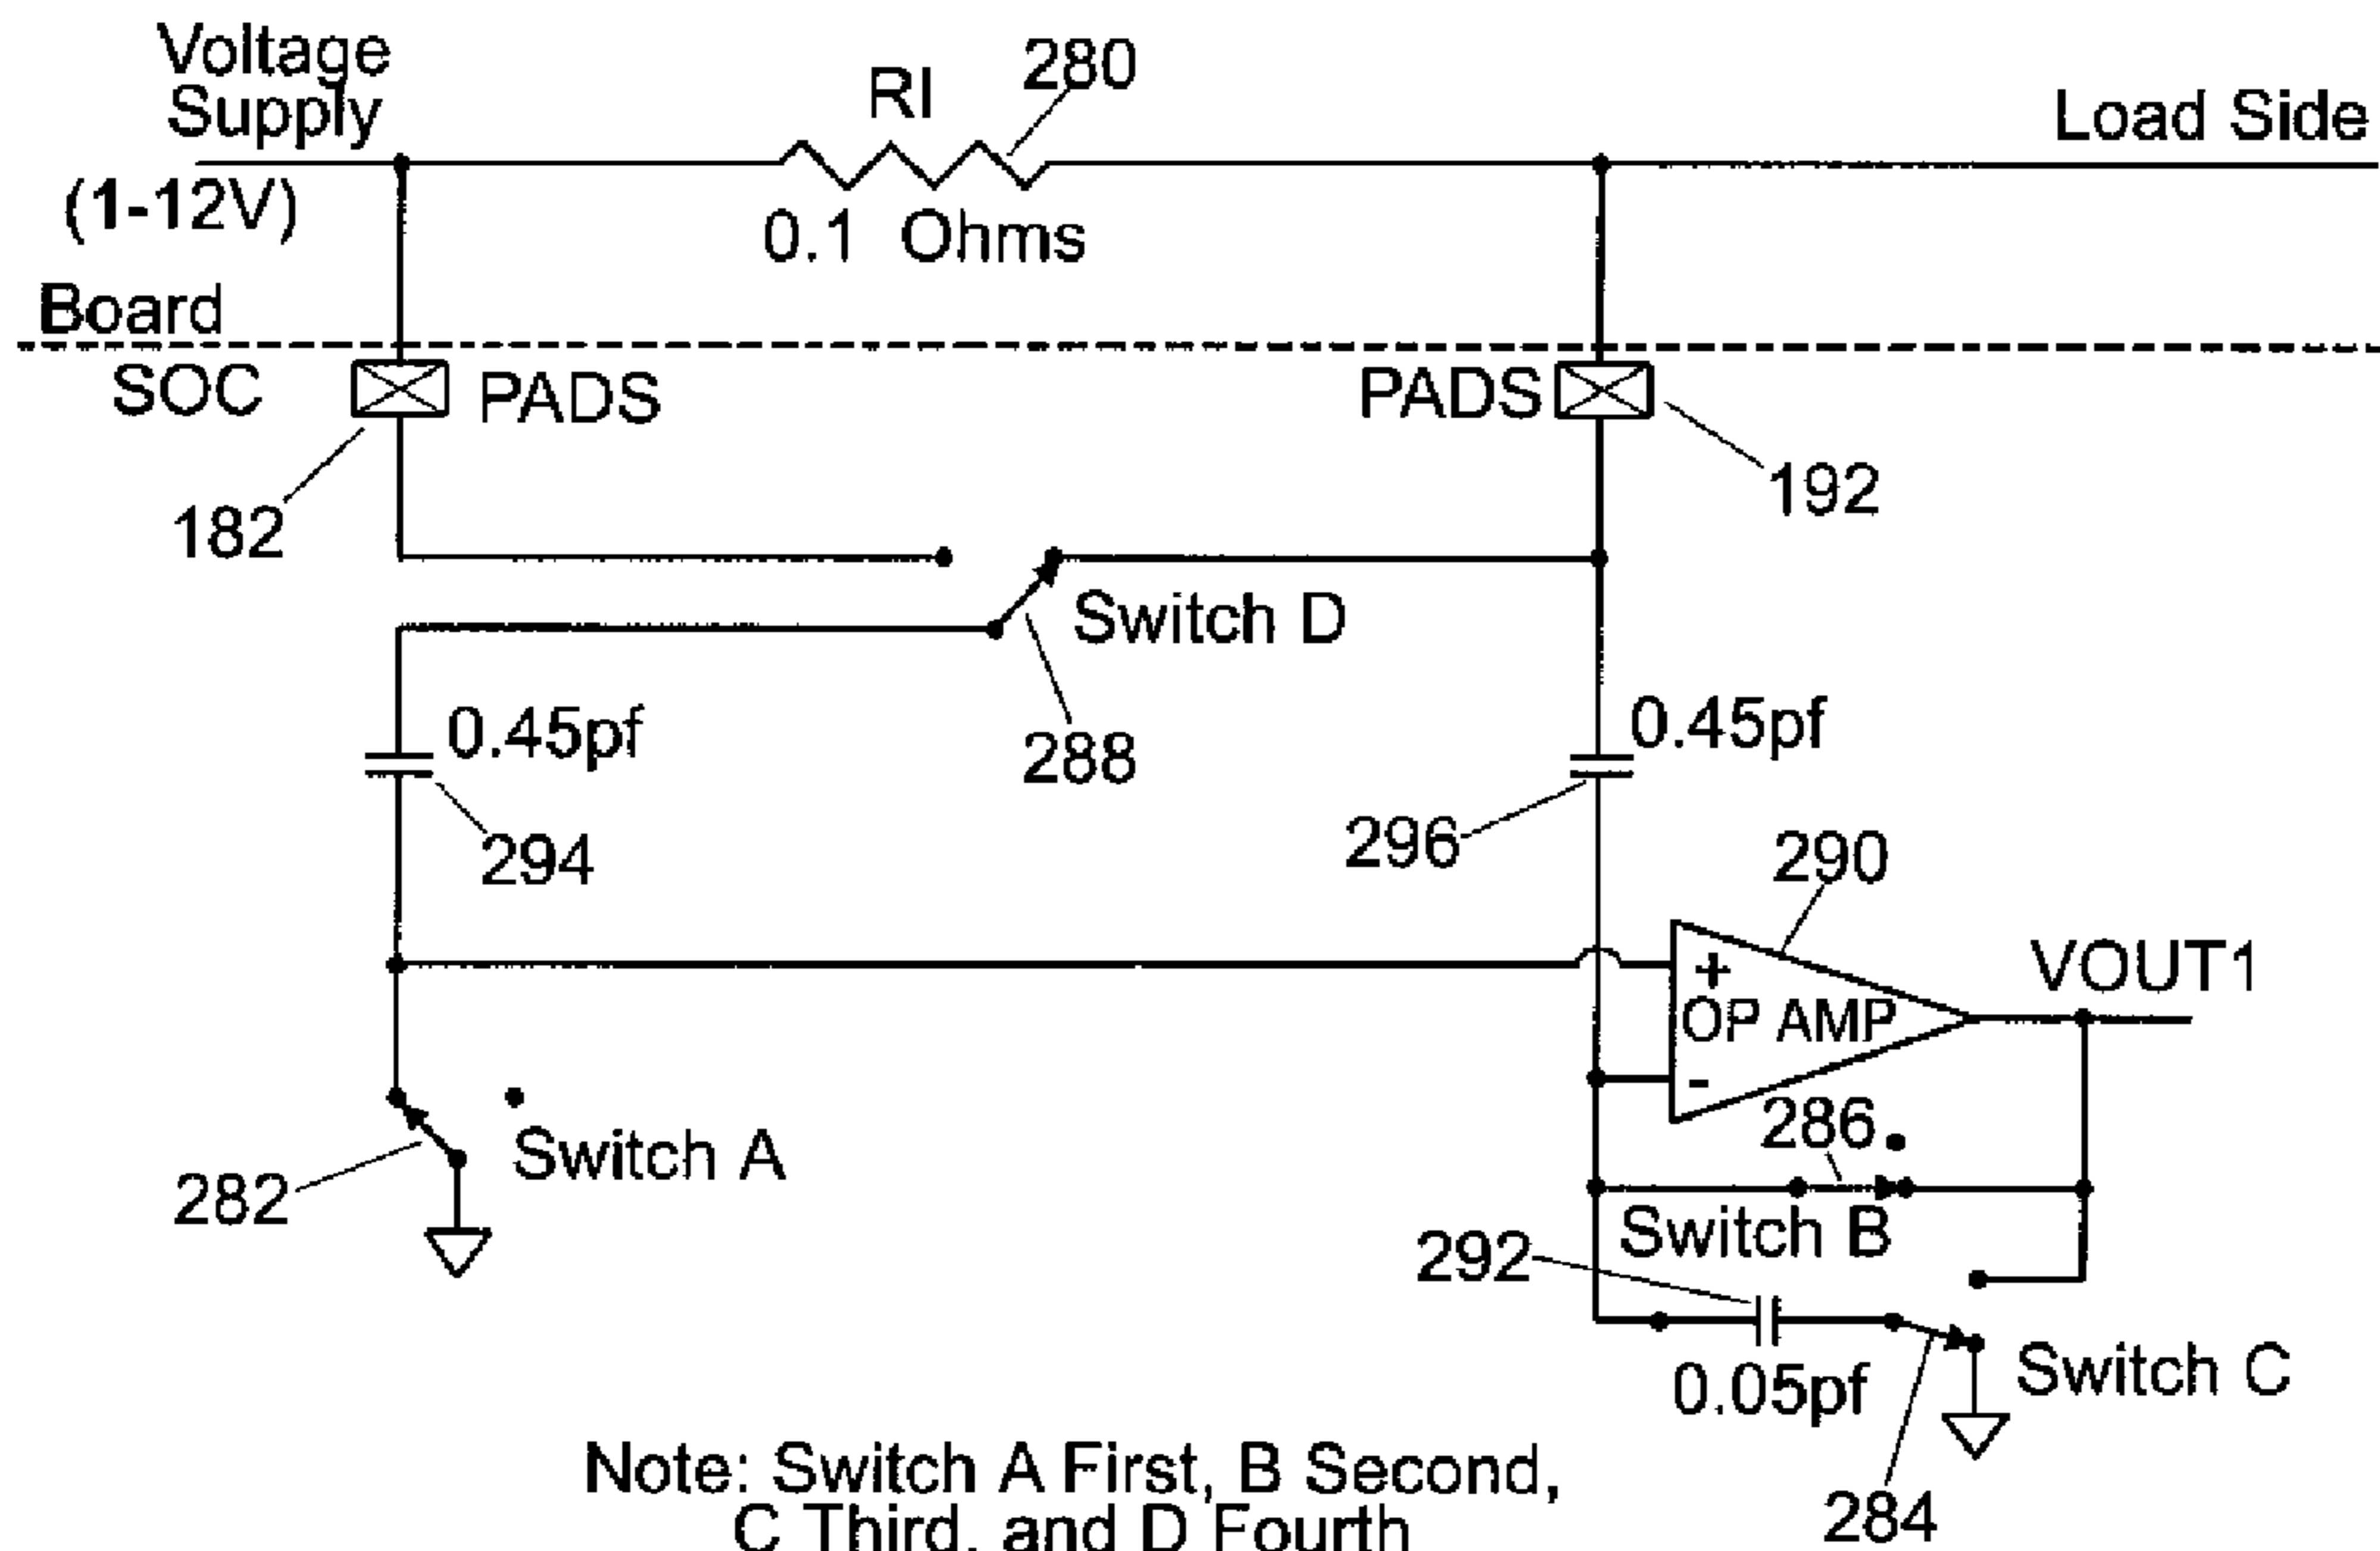 Voltage
Supply
(1-12V)
RI
280
0.1 Ohms
Load Side
Board
SOC
PADS
PADS
182
192
Switch D
288
0.45pf
294
0.45pf
296
290
+
OP AMP
-
VOUT1
286
Switch A
282
Switch B
292
0.05pf
Switch C
284
Note: Switch A First, B Second,
C Third, and D Fourth